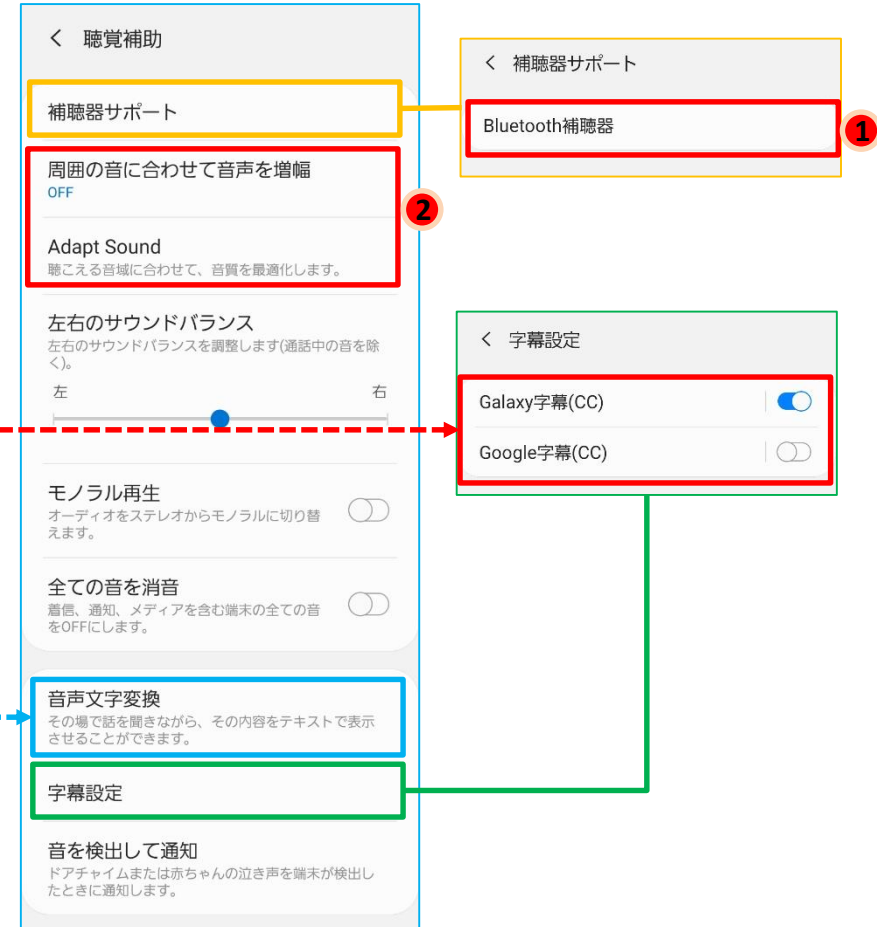 く 聴覚補助
補聴器サポート
周囲の音に合わせて音声を増幅
OFF
Adapt Sound
聴こえる音域に合わせて、音質を最適化します。
左右のサウンドバランス
左右のサウンドバランスを調整します(通話中の音を除
く)。
左 右
モノラル再生
オーディオをステレオからモノラルに切り替
えます。
全ての音を消音
着信、通知、メディアを含む端末の全ての音
をOFFにします。
音声文字変換
その場で話を聞きながら、その内容をテキストで表示
させることができます。
字幕設定
音を検出して通知
ドアチャイムまたは赤ちゃんの泣き声を端末が検出し
たときに通知します。
2
く 補聴器サポート
Bluetooth補聴器
1
く 字幕設定
Galaxy字幕(CC)
Google字幕(CC)